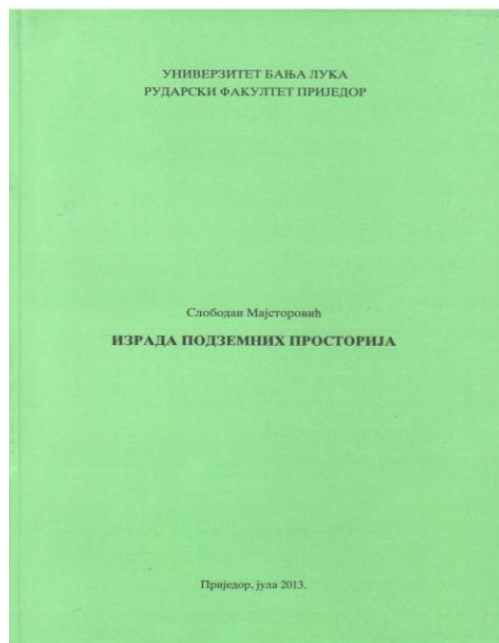 УНИВЕРЗИТЕТ БАЊА ЛУКА
РУДАРСКИ ФАКУЛТЕТ ПРИЈЕДОР
Слободан Мајсторовић
ИЗРАДА ПОДЗЕМНИХ ПРОСТОРИЈА
Приједор, јула 2013.